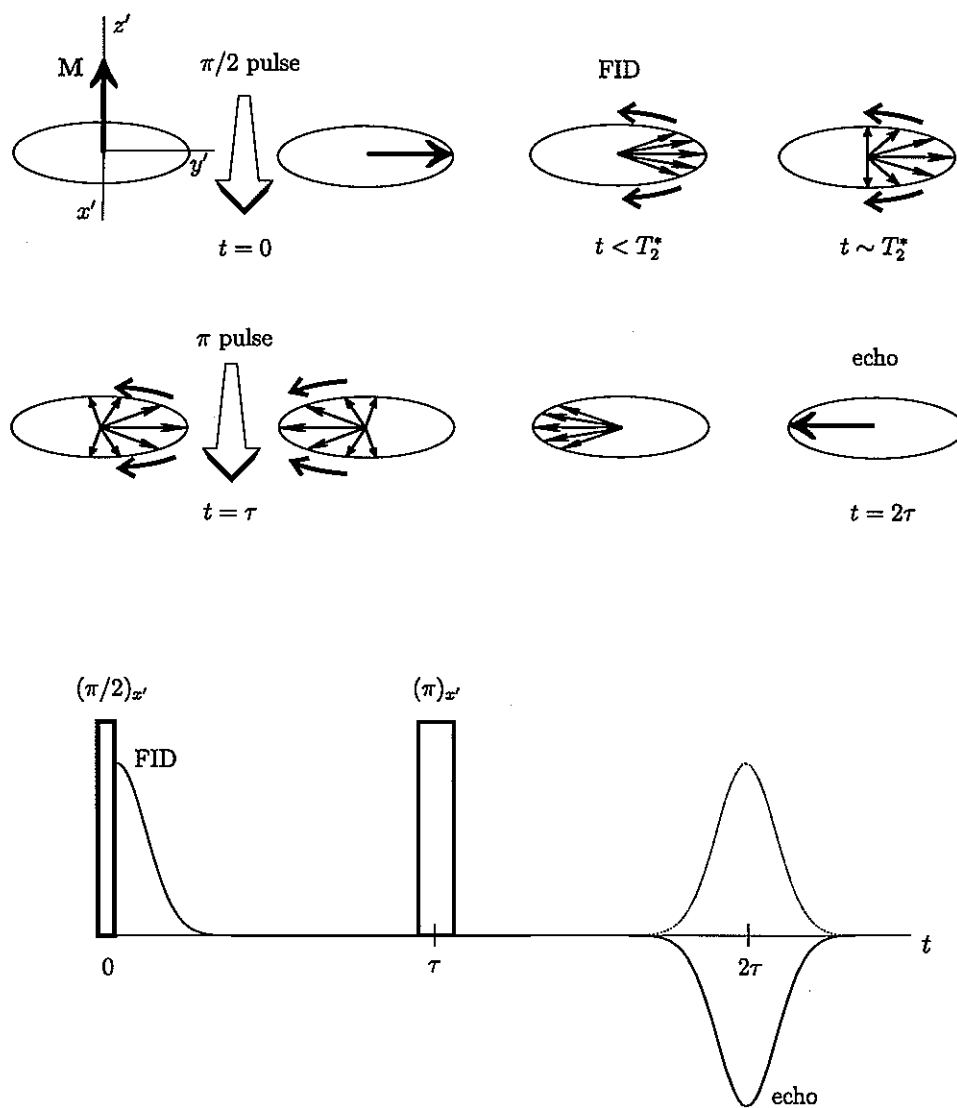 z′
M
π/2 pulse
FID
y′
x′
t = 0
t < T₂*
t ∼ T₂*
π pulse
echo
t = τ
t = 2τ
(π/2)ₓ′
(π)ₓ′
FID
0
τ
2τ
t
echo